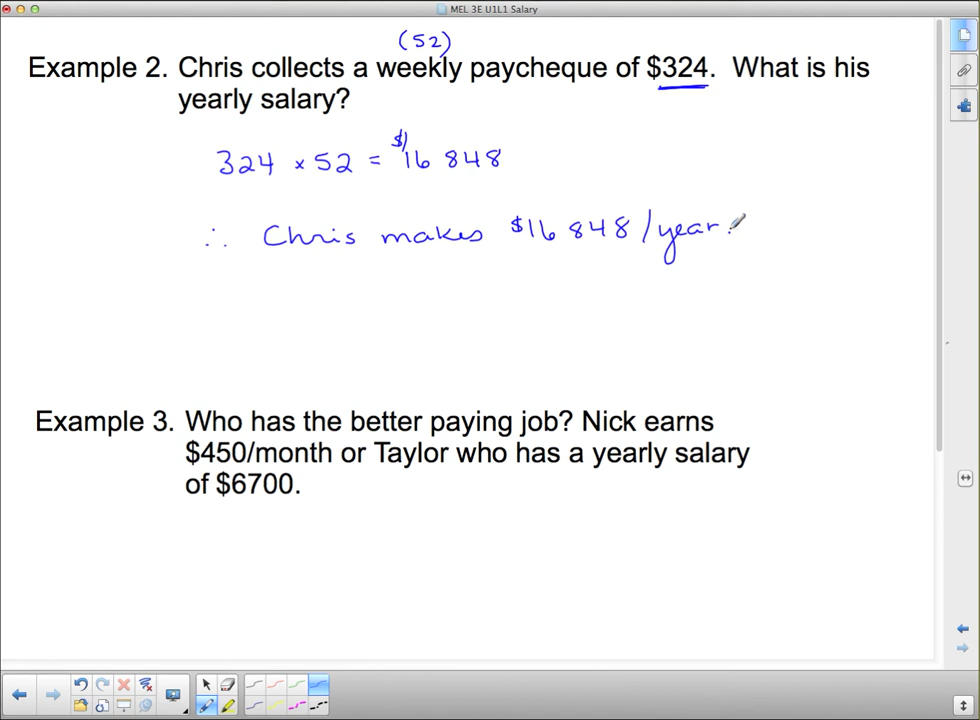 MEL 3E U1L1 Salary
(52)
Example 2. Chris collects a weekly paycheque of $324. What is his
yearly salary?
324 × 52 = $16 848
∴ Chris makes $16 848/year.
Example 3. Who has the better paying job? Nick earns
$450/month or Taylor who has a yearly salary
of $6700.